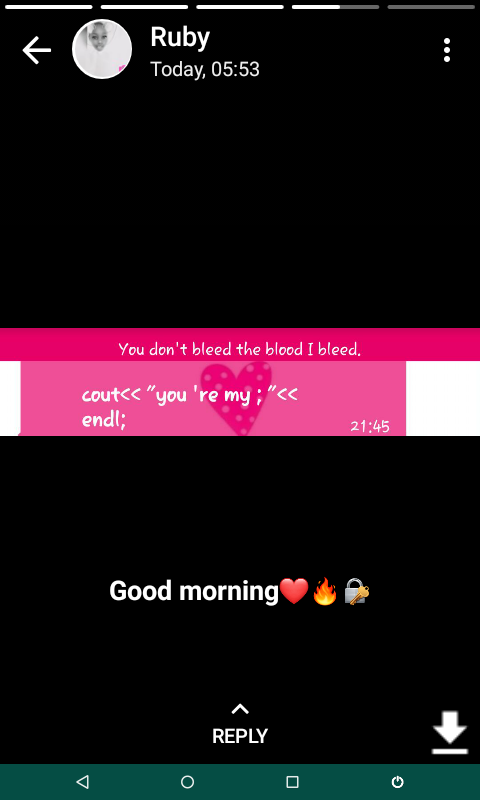 Ruby
Today, 05:53
You don't bleed the blood I bleed.
cout<< "you 're my ; "<<
endl;
21:45
Good morning❤️🔥🔐
REPLY